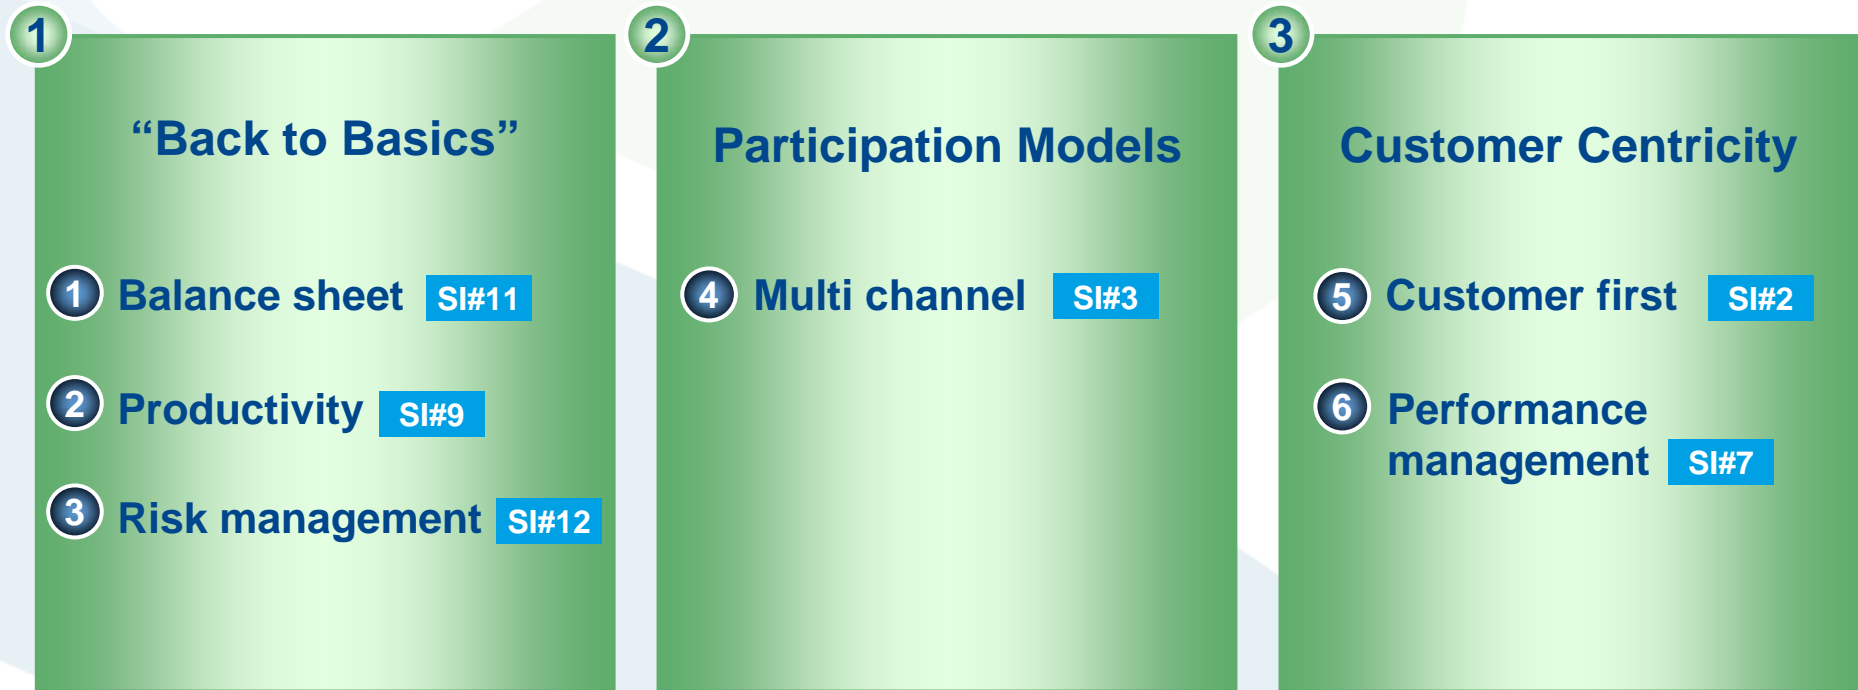 1
“Back to Basics”
1 Balance sheet SI#11
2 Productivity SI#9
3 Risk management SI#12
2
Participation Models
4 Multi channel SI#3
3
Customer Centricity
5 Customer first SI#2
6 Performance
management SI#7